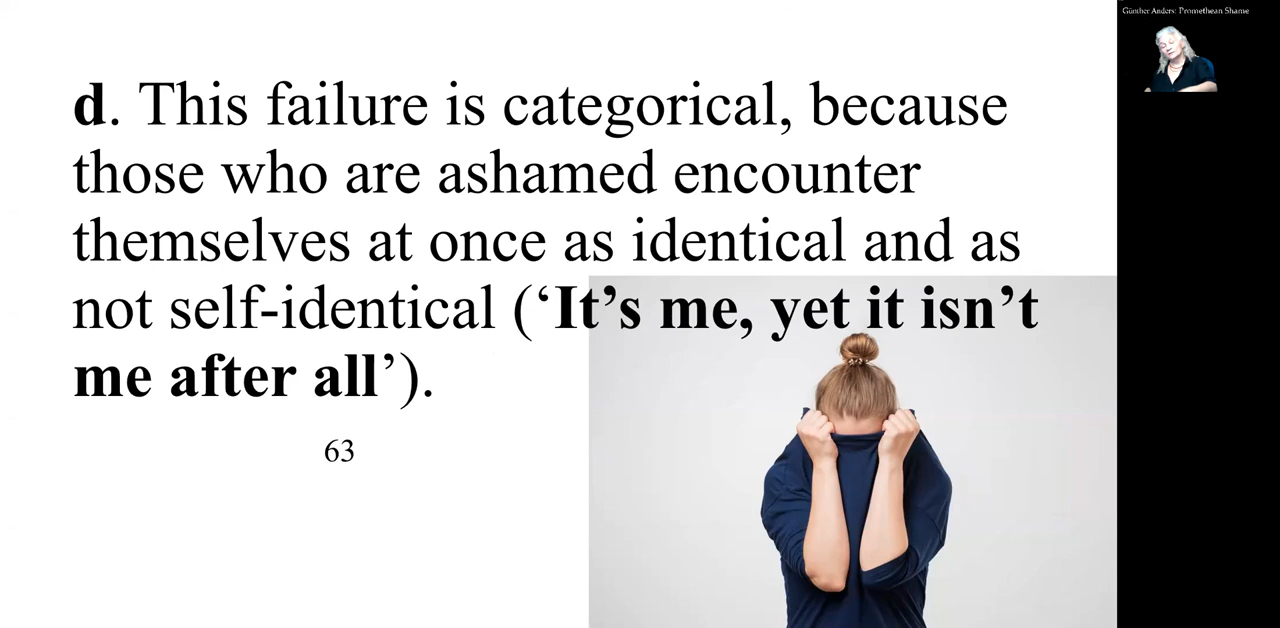 Günther Anders: Promethean Shame
d. This failure is categorical, because
those who are ashamed encounter
themselves at once as identical and as
not self-identical (‘It’s me, yet it isn’t
me after all’).
63